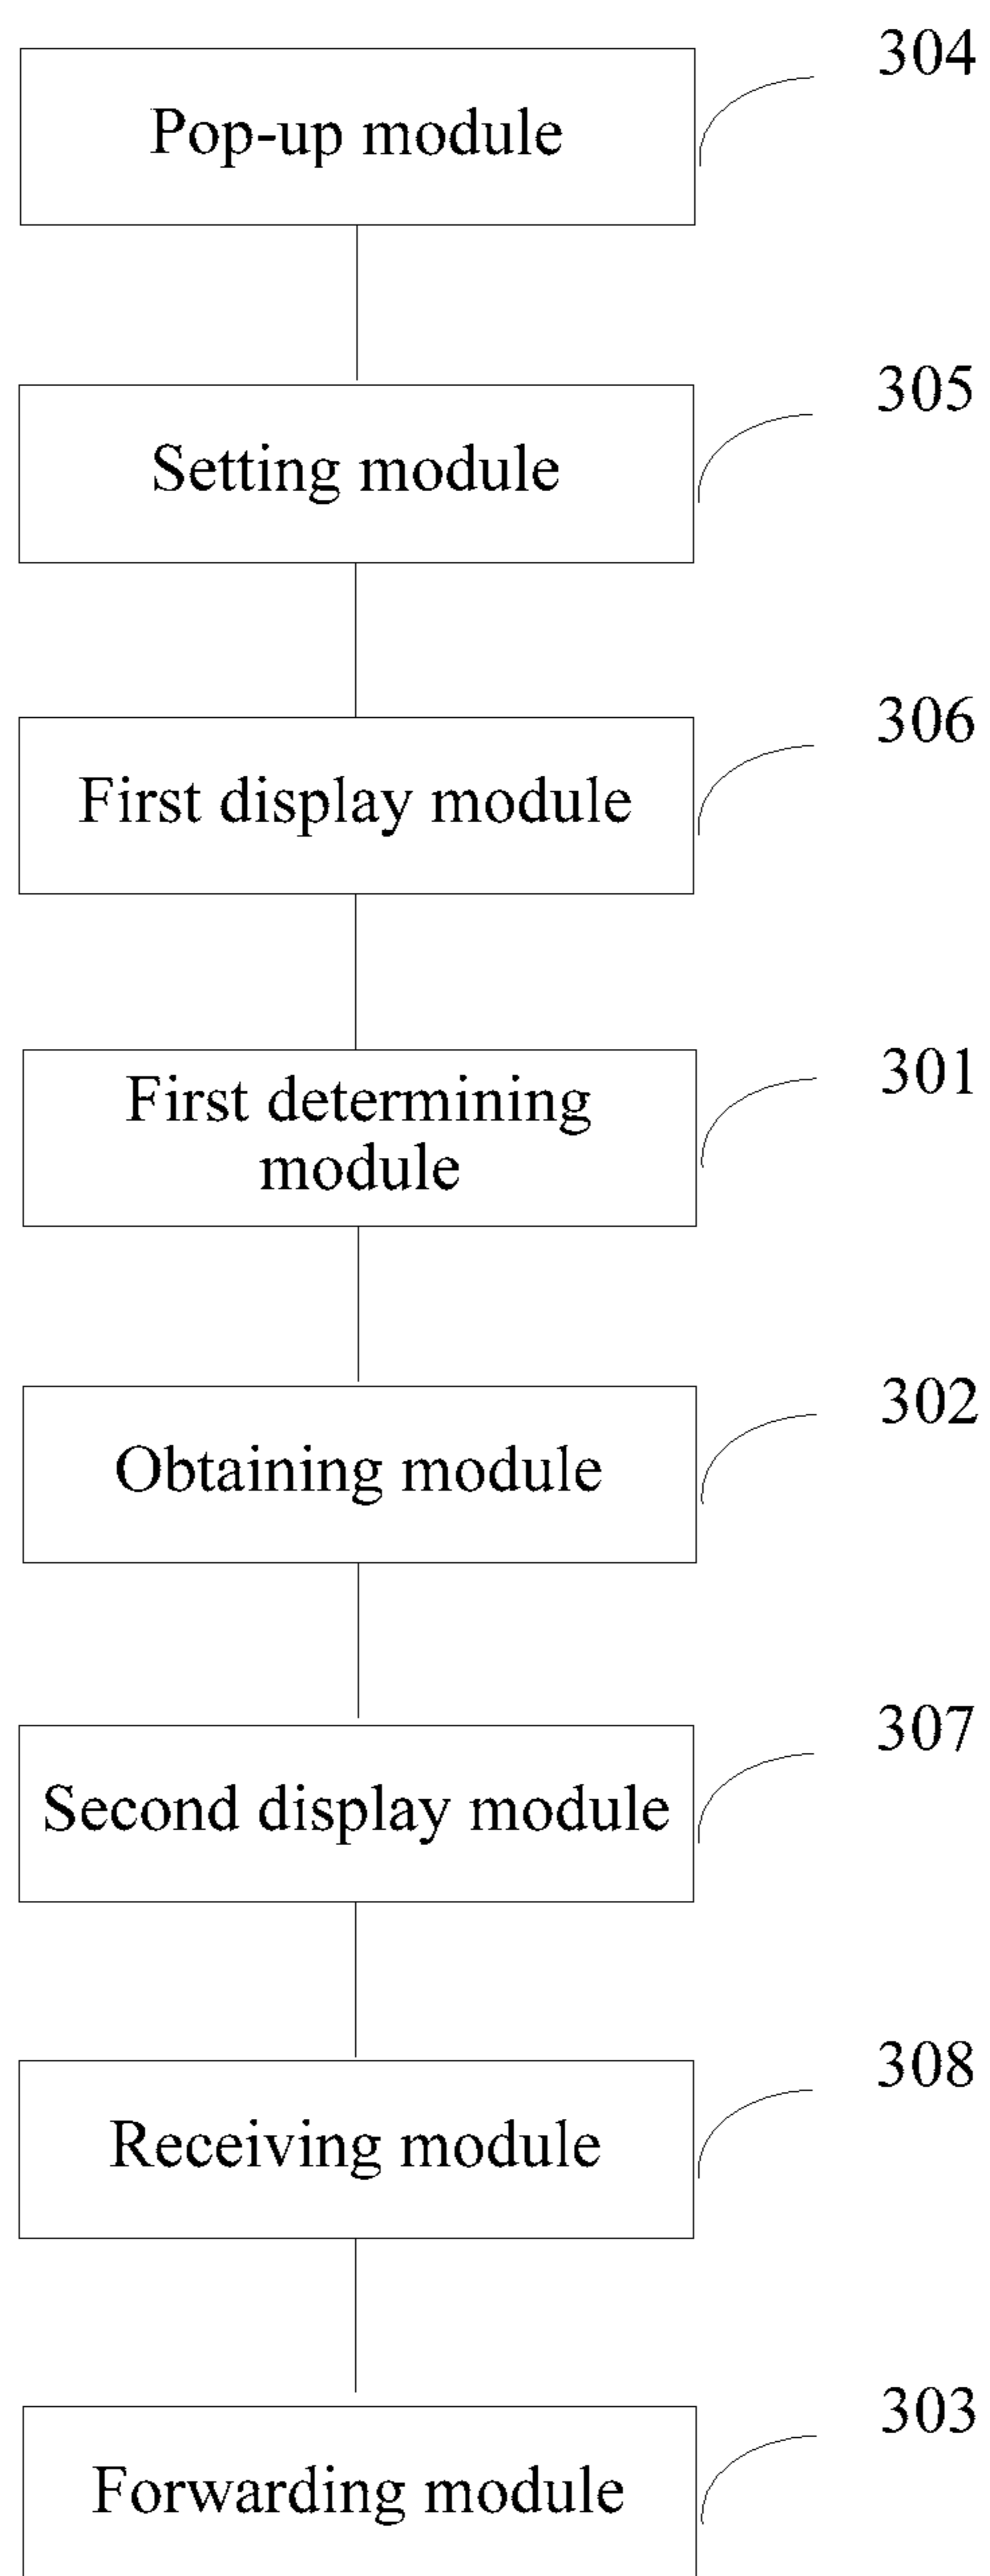 304
Pop-up module
305
Setting module
306
First display module
301
First determining
module
302
Obtaining module
307
Second display module
308
Receiving module
303
Forwarding module